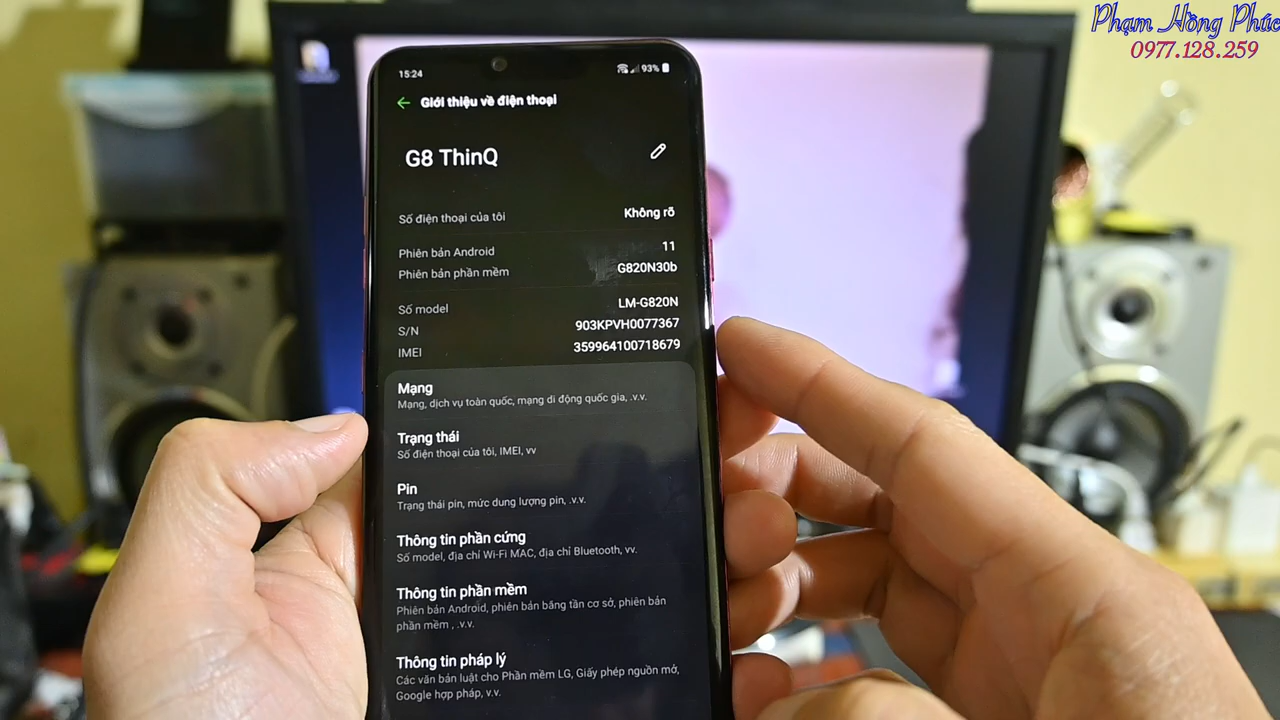 Phạm Hồng Phúc
0977.128.259
15:24
93%
Giới thiệu về điện thoại
G8 ThinQ
Số điện thoại của tôi Không rõ
Phiên bản Android 11
Phiên bản phần mềm G820N30b
Số model LM-G820N
S/N 903KPVH0077367
IMEI 359964100718679
Mạng
Mạng, dịch vụ toàn quốc, mạng di động quốc gia, .v.v.
Trạng thái
Số điện thoại của tôi, IMEI, vv
Pin
Trạng thái pin, mức dung lượng pin, .v.v.
Thông tin phần cứng
Số model, địa chỉ Wi-Fi MAC, địa chỉ Bluetooth, vv.
Thông tin phần mềm
Phiên bản Android, phiên bản băng tần cơ sở, phiên bản
phần mềm , .v.v.
Thông tin pháp lý
Các văn bản luật cho Phần mềm LG, Giấy phép nguồn mở,
Google hợp pháp, v.v.